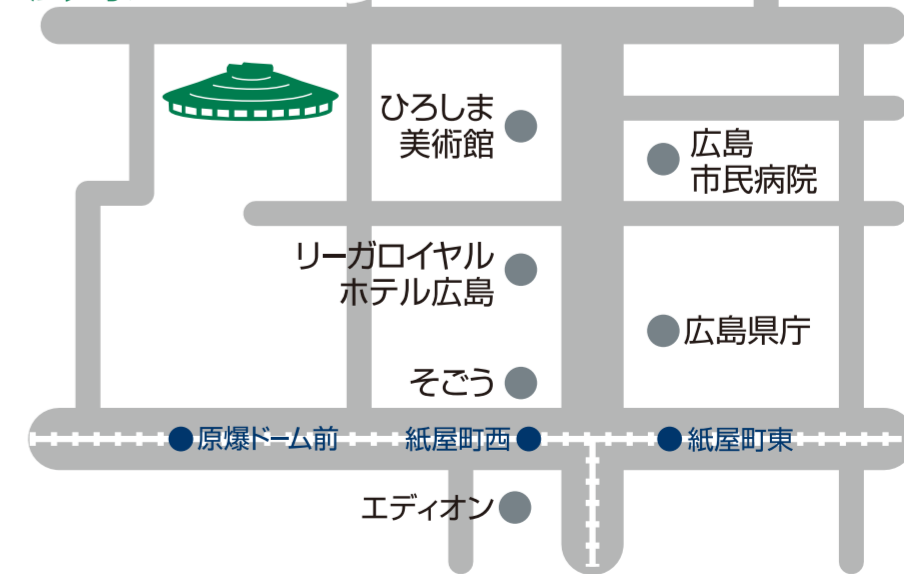 ひろしま
美術館
広島
市民病院
リーガロイヤル
ホテル広島
広島県庁
そごう
原爆ドーム前
紙屋町西
紙屋町東
エディオン